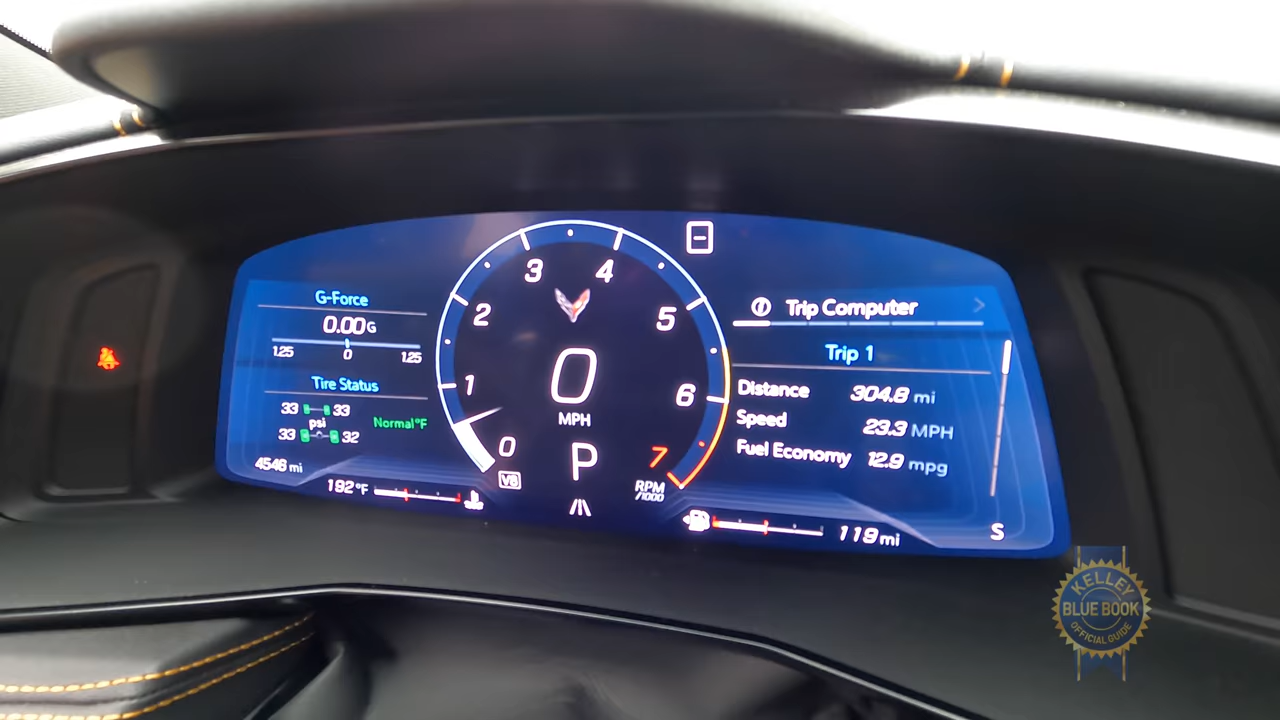 G-Force
0.00G
1.25 0 1.25
Tire Status
33 33
psi
33 32
Normal°F
4546 mi
192°F
0
1
2
3
4
5
6
7
0
MPH
P
V8
RPM
/1000
Trip Computer
Trip 1
Distance 304.8 mi
Speed 23.3 MPH
Fuel Economy 12.9 mpg
119 mi
S
KELLEY
BLUE BOOK
OFFICIAL GUIDE